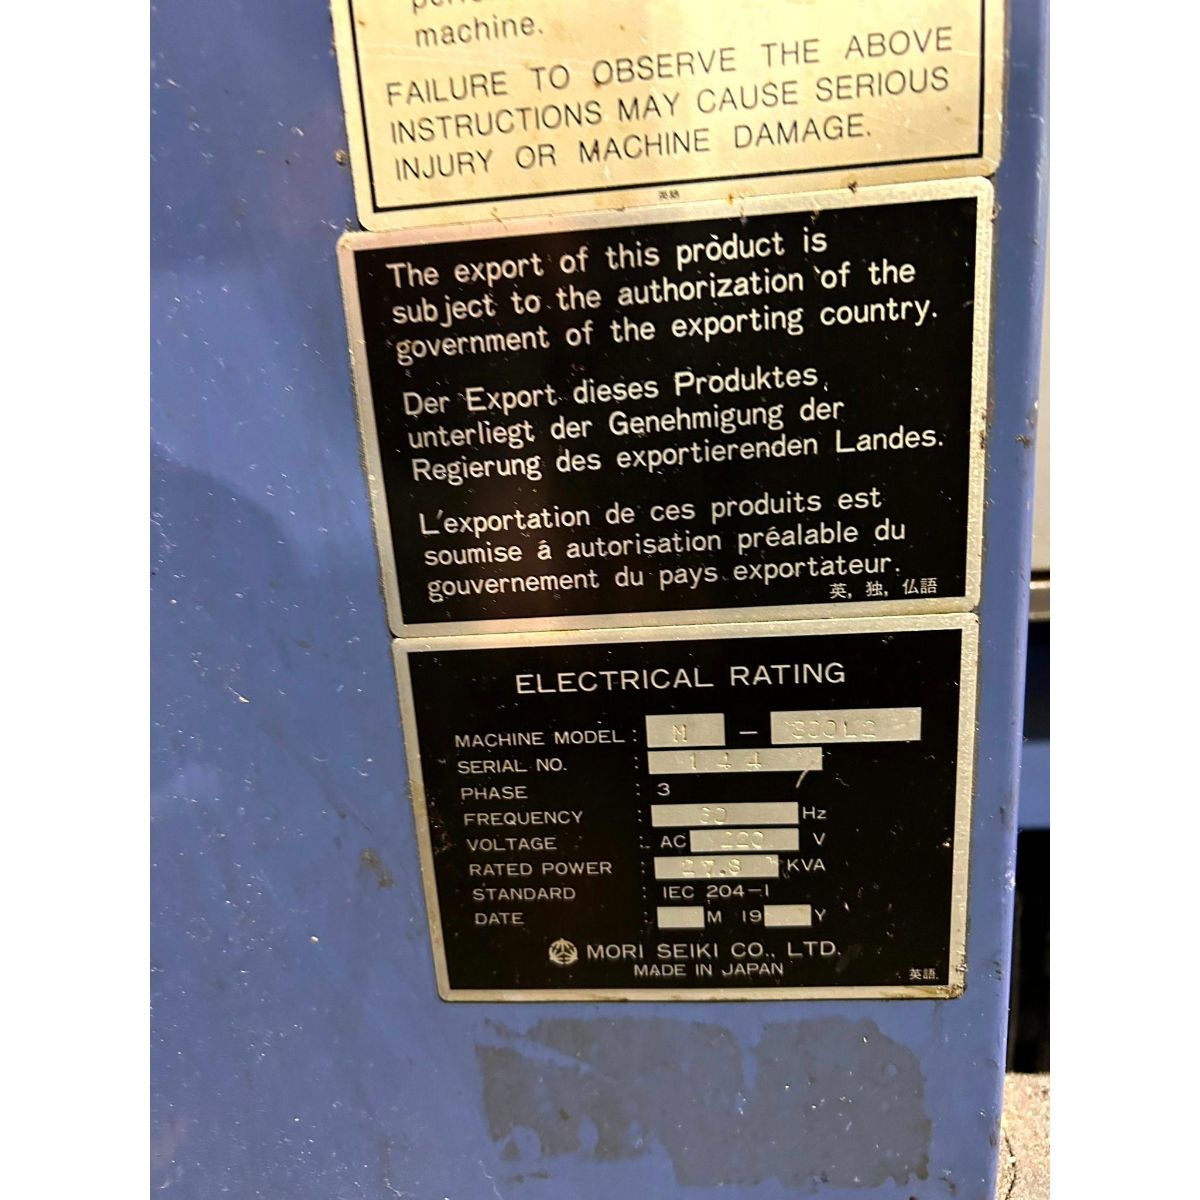 machine.
FAILURE TO OBSERVE THE ABOVE
INSTRUCTIONS MAY CAUSE SERIOUS
INJURY OR MACHINE DAMAGE.
英語
The export of this product is
subject to the authorization of the
government of the exporting country.
Der Export dieses Produktes
unterliegt der Genehmigung der
Regierung des exportierenden Landes.
L'exportation de ces produits est
soumise á autorisation préalable du
gouvernement du pays exportateur.
英, 独, 仏語
ELECTRICAL RATING
MACHINE MODEL : M -
SERIAL NO. : 144
PHASE : 3
FREQUENCY : Hz
VOLTAGE : AC 220 V
RATED POWER : KVA
STANDARD : IEC 204-1
DATE : M 19 Y
MORI SEIKI CO., LTD.
MADE IN JAPAN
英語